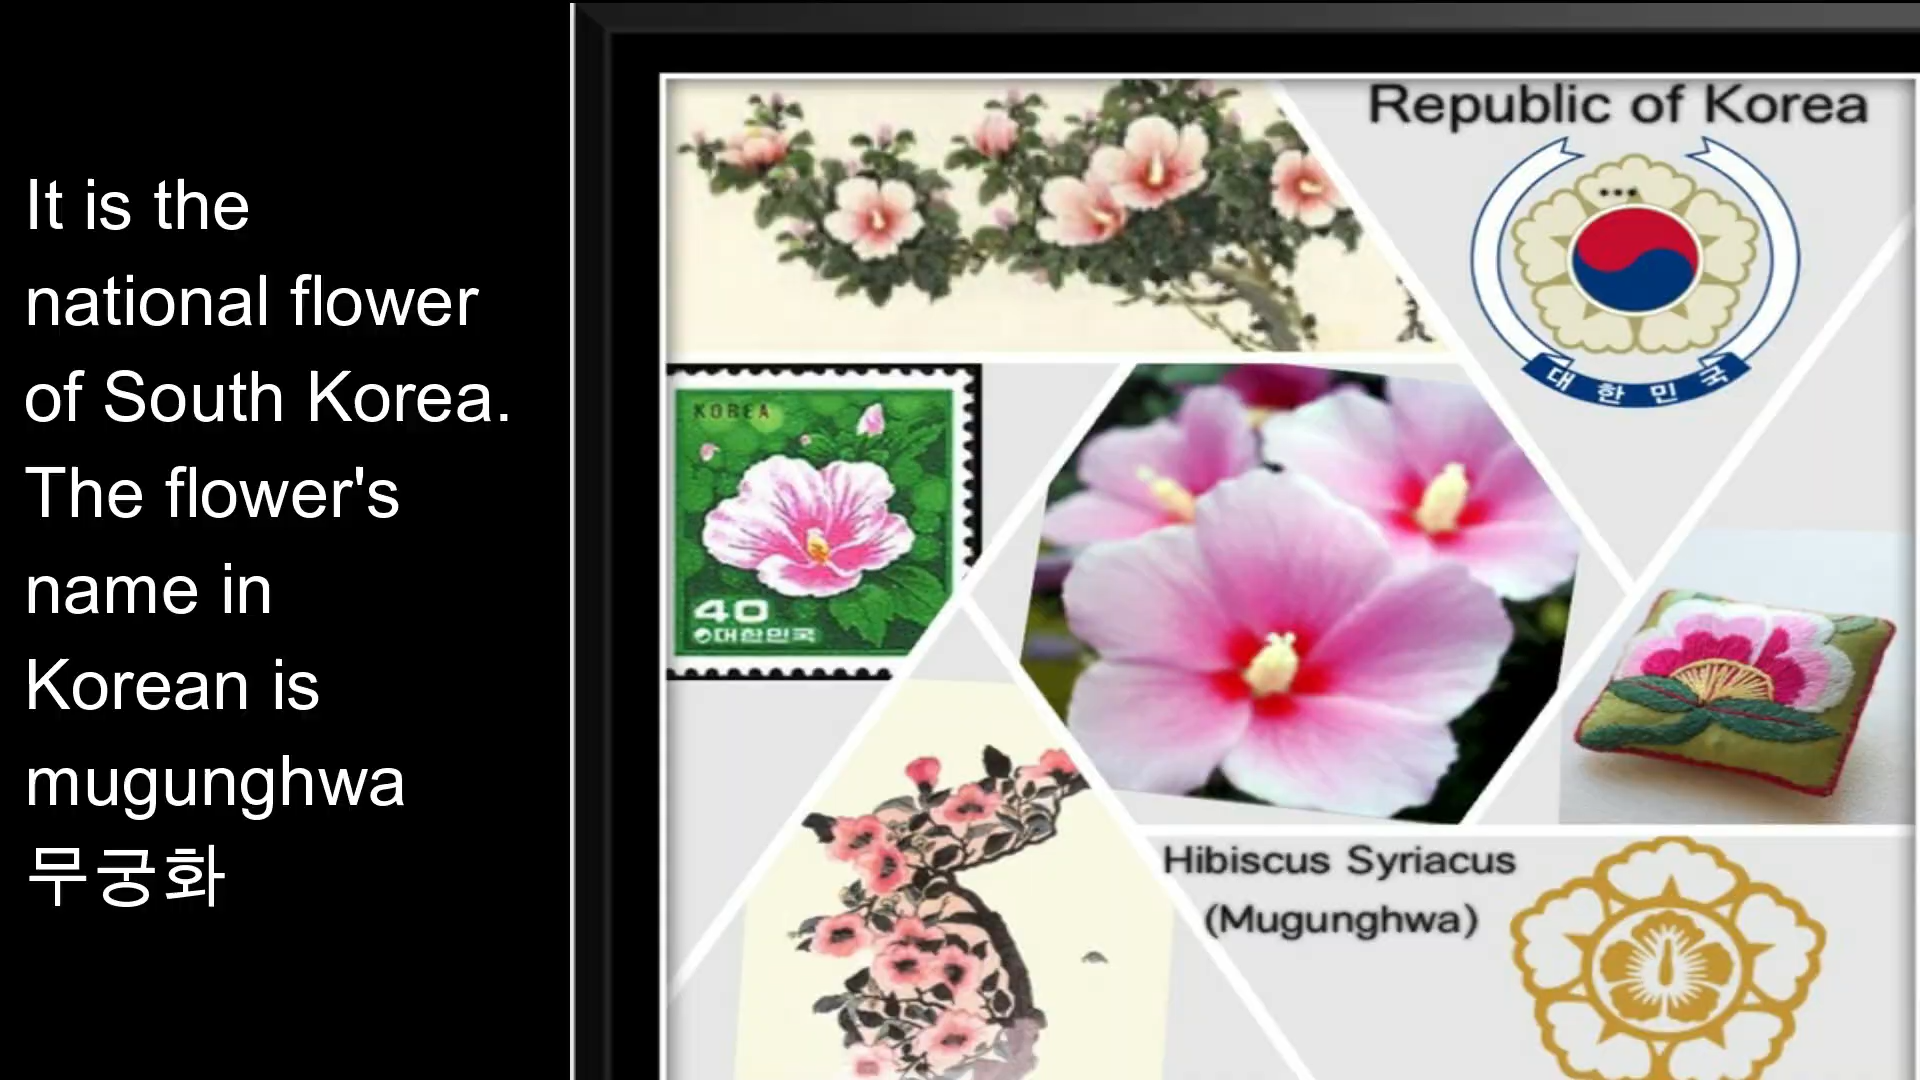 It is the
national flower
of South Korea.
The flower's
name in
Korean is
mugunghwa
무궁화
Republic of Korea
대한민국
KOREA
40
대한민국
Hibiscus Syriacus
(Mugunghwa)